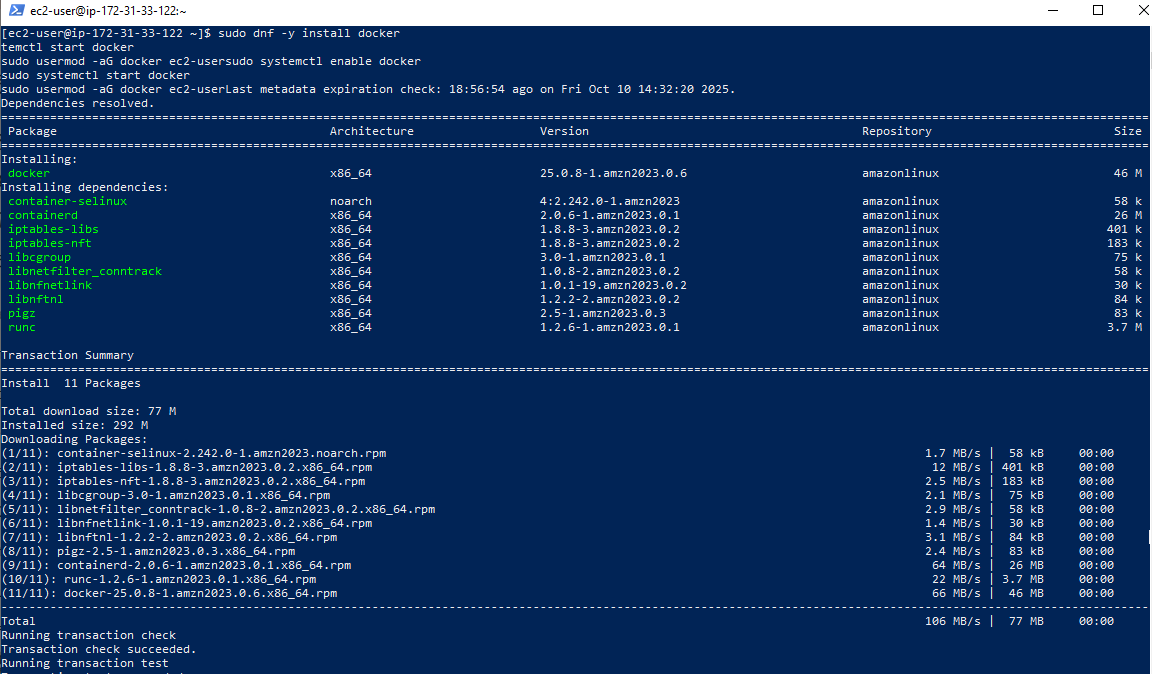 ec2-user@ip-172-31-33-122:~
[ec2-user@ip-172-31-33-122 ~]$ sudo dnf -y install docker
temctl start docker
sudo usermod -aG docker ec2-usersudo systemctl enable docker
sudo systemctl start docker
sudo usermod -aG docker ec2-userLast metadata expiration check: 18:56:54 ago on Fri Oct 10 14:32:20 2025.
Dependencies resolved.
Package Architecture Version Repository Size
Installing:
docker x86_64 25.0.8-1.amzn2023.0.6 amazonlinux 46 M
Installing dependencies:
container-selinux noarch 4:2.242.0-1.amzn2023 amazonlinux 58 k
containerd x86_64 2.0.6-1.amzn2023.0.1 amazonlinux 26 M
iptables-libs x86_64 1.8.8-3.amzn2023.0.2 amazonlinux 401 k
iptables-nft x86_64 1.8.8-3.amzn2023.0.2 amazonlinux 183 k
libcgroup x86_64 3.0-1.amzn2023.0.1 amazonlinux 75 k
libnetfilter_conntrack x86_64 1.0.8-2.amzn2023.0.2 amazonlinux 58 k
libnfnetlink x86_64 1.0.1-19.amzn2023.0.2 amazonlinux 30 k
libnftnl x86_64 1.2.2-2.amzn2023.0.2 amazonlinux 84 k
pigz x86_64 2.5-1.amzn2023.0.3 amazonlinux 83 k
runc x86_64 1.2.6-1.amzn2023.0.1 amazonlinux 3.7 M
Transaction Summary
Install 11 Packages
Total download size: 77 M
Installed size: 292 M
Downloading Packages:
(1/11): container-selinux-2.242.0-1.amzn2023.noarch.rpm 1.7 MB/s | 58 kB 00:00
(2/11): iptables-libs-1.8.8-3.amzn2023.0.2.x86_64.rpm 12 MB/s | 401 kB 00:00
(3/11): iptables-nft-1.8.8-3.amzn2023.0.2.x86_64.rpm 2.5 MB/s | 183 kB 00:00
(4/11): libcgroup-3.0-1.amzn2023.0.1.x86_64.rpm 2.1 MB/s | 75 kB 00:00
(5/11): libnetfilter_conntrack-1.0.8-2.amzn2023.0.2.x86_64.rpm 2.9 MB/s | 58 kB 00:00
(6/11): libnfnetlink-1.0.1-19.amzn2023.0.2.x86_64.rpm 1.4 MB/s | 30 kB 00:00
(7/11): libnftnl-1.2.2-2.amzn2023.0.2.x86_64.rpm 3.1 MB/s | 84 kB 00:00
(8/11): pigz-2.5-1.amzn2023.0.3.x86_64.rpm 2.4 MB/s | 83 kB 00:00
(9/11): containerd-2.0.6-1.amzn2023.0.1.x86_64.rpm 64 MB/s | 26 MB 00:00
(10/11): runc-1.2.6-1.amzn2023.0.1.x86_64.rpm 22 MB/s | 3.7 MB 00:00
(11/11): docker-25.0.8-1.amzn2023.0.6.x86_64.rpm 66 MB/s | 46 MB 00:00
Total 106 MB/s | 77 MB 00:00
Running transaction check
Transaction check succeeded.
Running transaction test